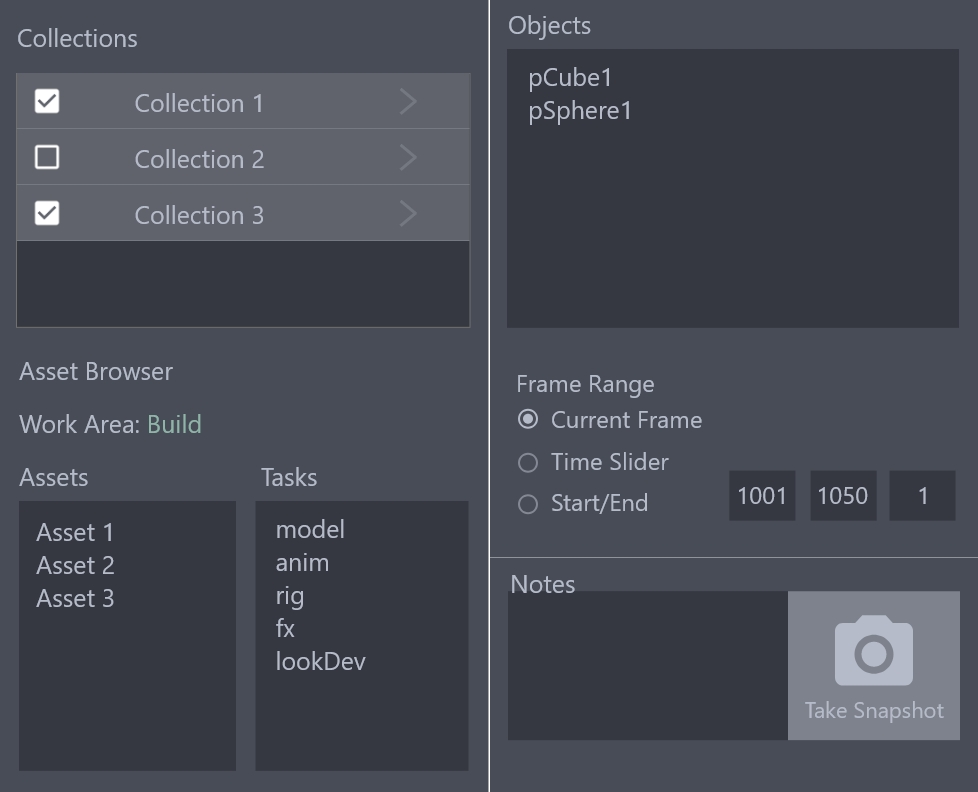 Collections
Collection 1
Collection 2
Collection 3
Asset Browser
Work Area: Build
Assets
Asset 1
Asset 2
Asset 3
Tasks
model
anim
rig
fx
lookDev
Objects
pCube1
pSphere1
Frame Range
Current Frame
Time Slider
Start/End
1001 1050 1
Notes
Take Snapshot